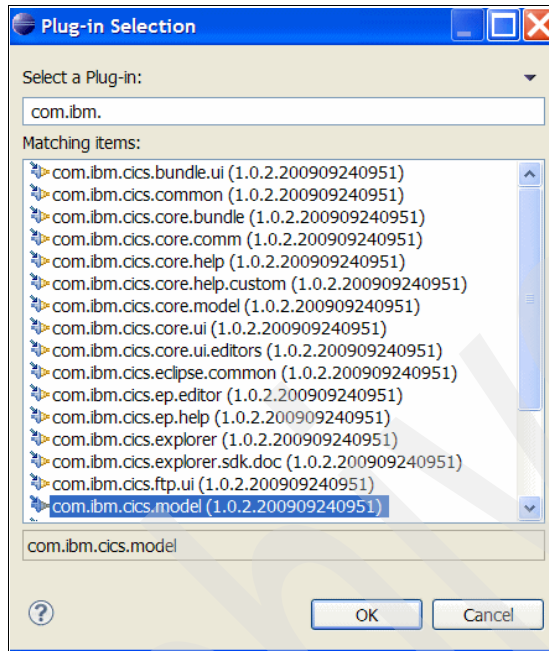 Plug-in Selection
Select a Plug-in:
com.ibm.
Matching items:
com.ibm.cics.bundle.ui (1.0.2.200909240951)
com.ibm.cics.common (1.0.2.200909240951)
com.ibm.cics.core.bundle (1.0.2.200909240951)
com.ibm.cics.core.comm (1.0.2.200909240951)
com.ibm.cics.core.help (1.0.2.200909240951)
com.ibm.cics.core.help.custom (1.0.2.200909240951)
com.ibm.cics.core.model (1.0.2.200909240951)
com.ibm.cics.core.ui (1.0.2.200909240951)
com.ibm.cics.core.ui.editors (1.0.2.200909240951)
com.ibm.cics.eclipse.common (1.0.2.200909240951)
com.ibm.cics.ep.editor (1.0.2.200909240951)
com.ibm.cics.ep.help (1.0.2.200909240951)
com.ibm.cics.explorer (1.0.2.200909240951)
com.ibm.cics.explorer.sdk.doc (1.0.2.200909240951)
com.ibm.cics.ftp.ui (1.0.2.200909240951)
com.ibm.cics.model (1.0.2.200909240951)
com.ibm.cics.model
? OK Cancel